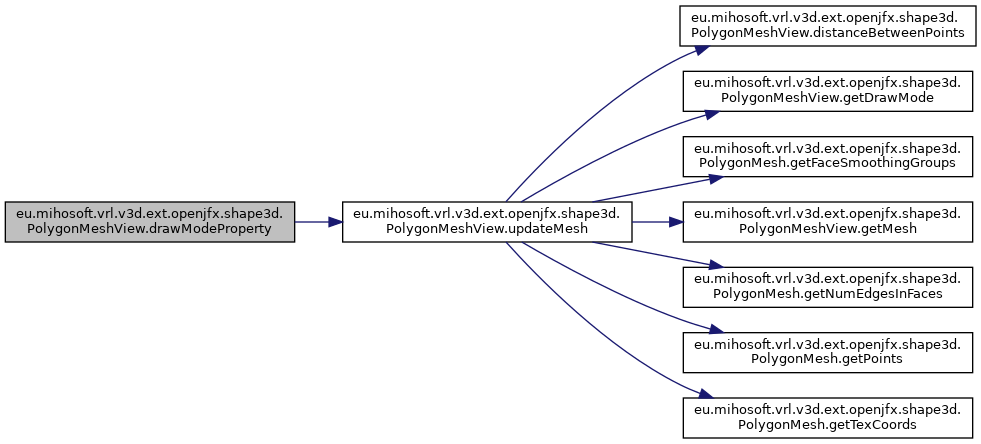 eu.mihosoft.vrl.v3d.ext.openjfx.shape3d.
PolygonMeshView.drawModeProperty
eu.mihosoft.vrl.v3d.ext.openjfx.shape3d.
PolygonMeshView.updateMesh
eu.mihosoft.vrl.v3d.ext.openjfx.shape3d.
PolygonMeshView.distanceBetweenPoints
eu.mihosoft.vrl.v3d.ext.openjfx.shape3d.
PolygonMeshView.getDrawMode
eu.mihosoft.vrl.v3d.ext.openjfx.shape3d.
PolygonMesh.getFaceSmoothingGroups
eu.mihosoft.vrl.v3d.ext.openjfx.shape3d.
PolygonMeshView.getMesh
eu.mihosoft.vrl.v3d.ext.openjfx.shape3d.
PolygonMesh.getNumEdgesInFaces
eu.mihosoft.vrl.v3d.ext.openjfx.shape3d.
PolygonMesh.getPoints
eu.mihosoft.vrl.v3d.ext.openjfx.shape3d.
PolygonMesh.getTexCoords